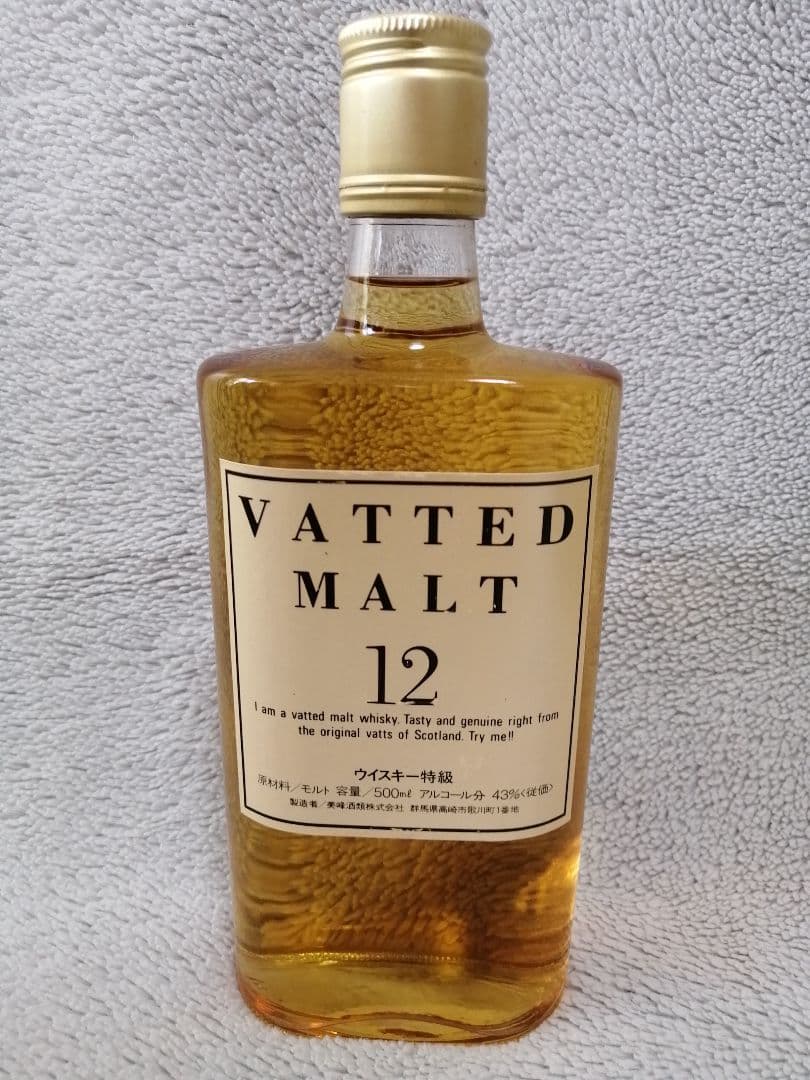 VATTED
MALT
12
I am a vatted malt whisky. Tasty and genuine right from
the original vatts of Scotland. Try me!!
ウイスキー特級
原材料/モルト 容量/500ml アルコール分 43%<従価>
製造者/美峰酒類株式会社 群馬県高崎市歌川町1番地